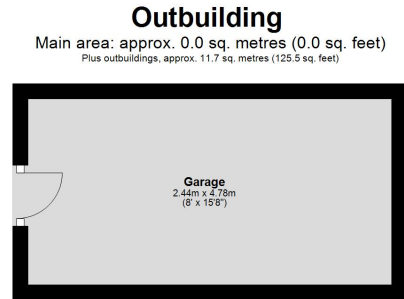 Outbuilding
Main area: approx. 0.0 sq. metres (0.0 sq. feet)
Plus outbuildings, approx. 11.7 sq. metres (125.5 sq. feet)
Garage
2.44m x 4.78m
(8' x 15'8")